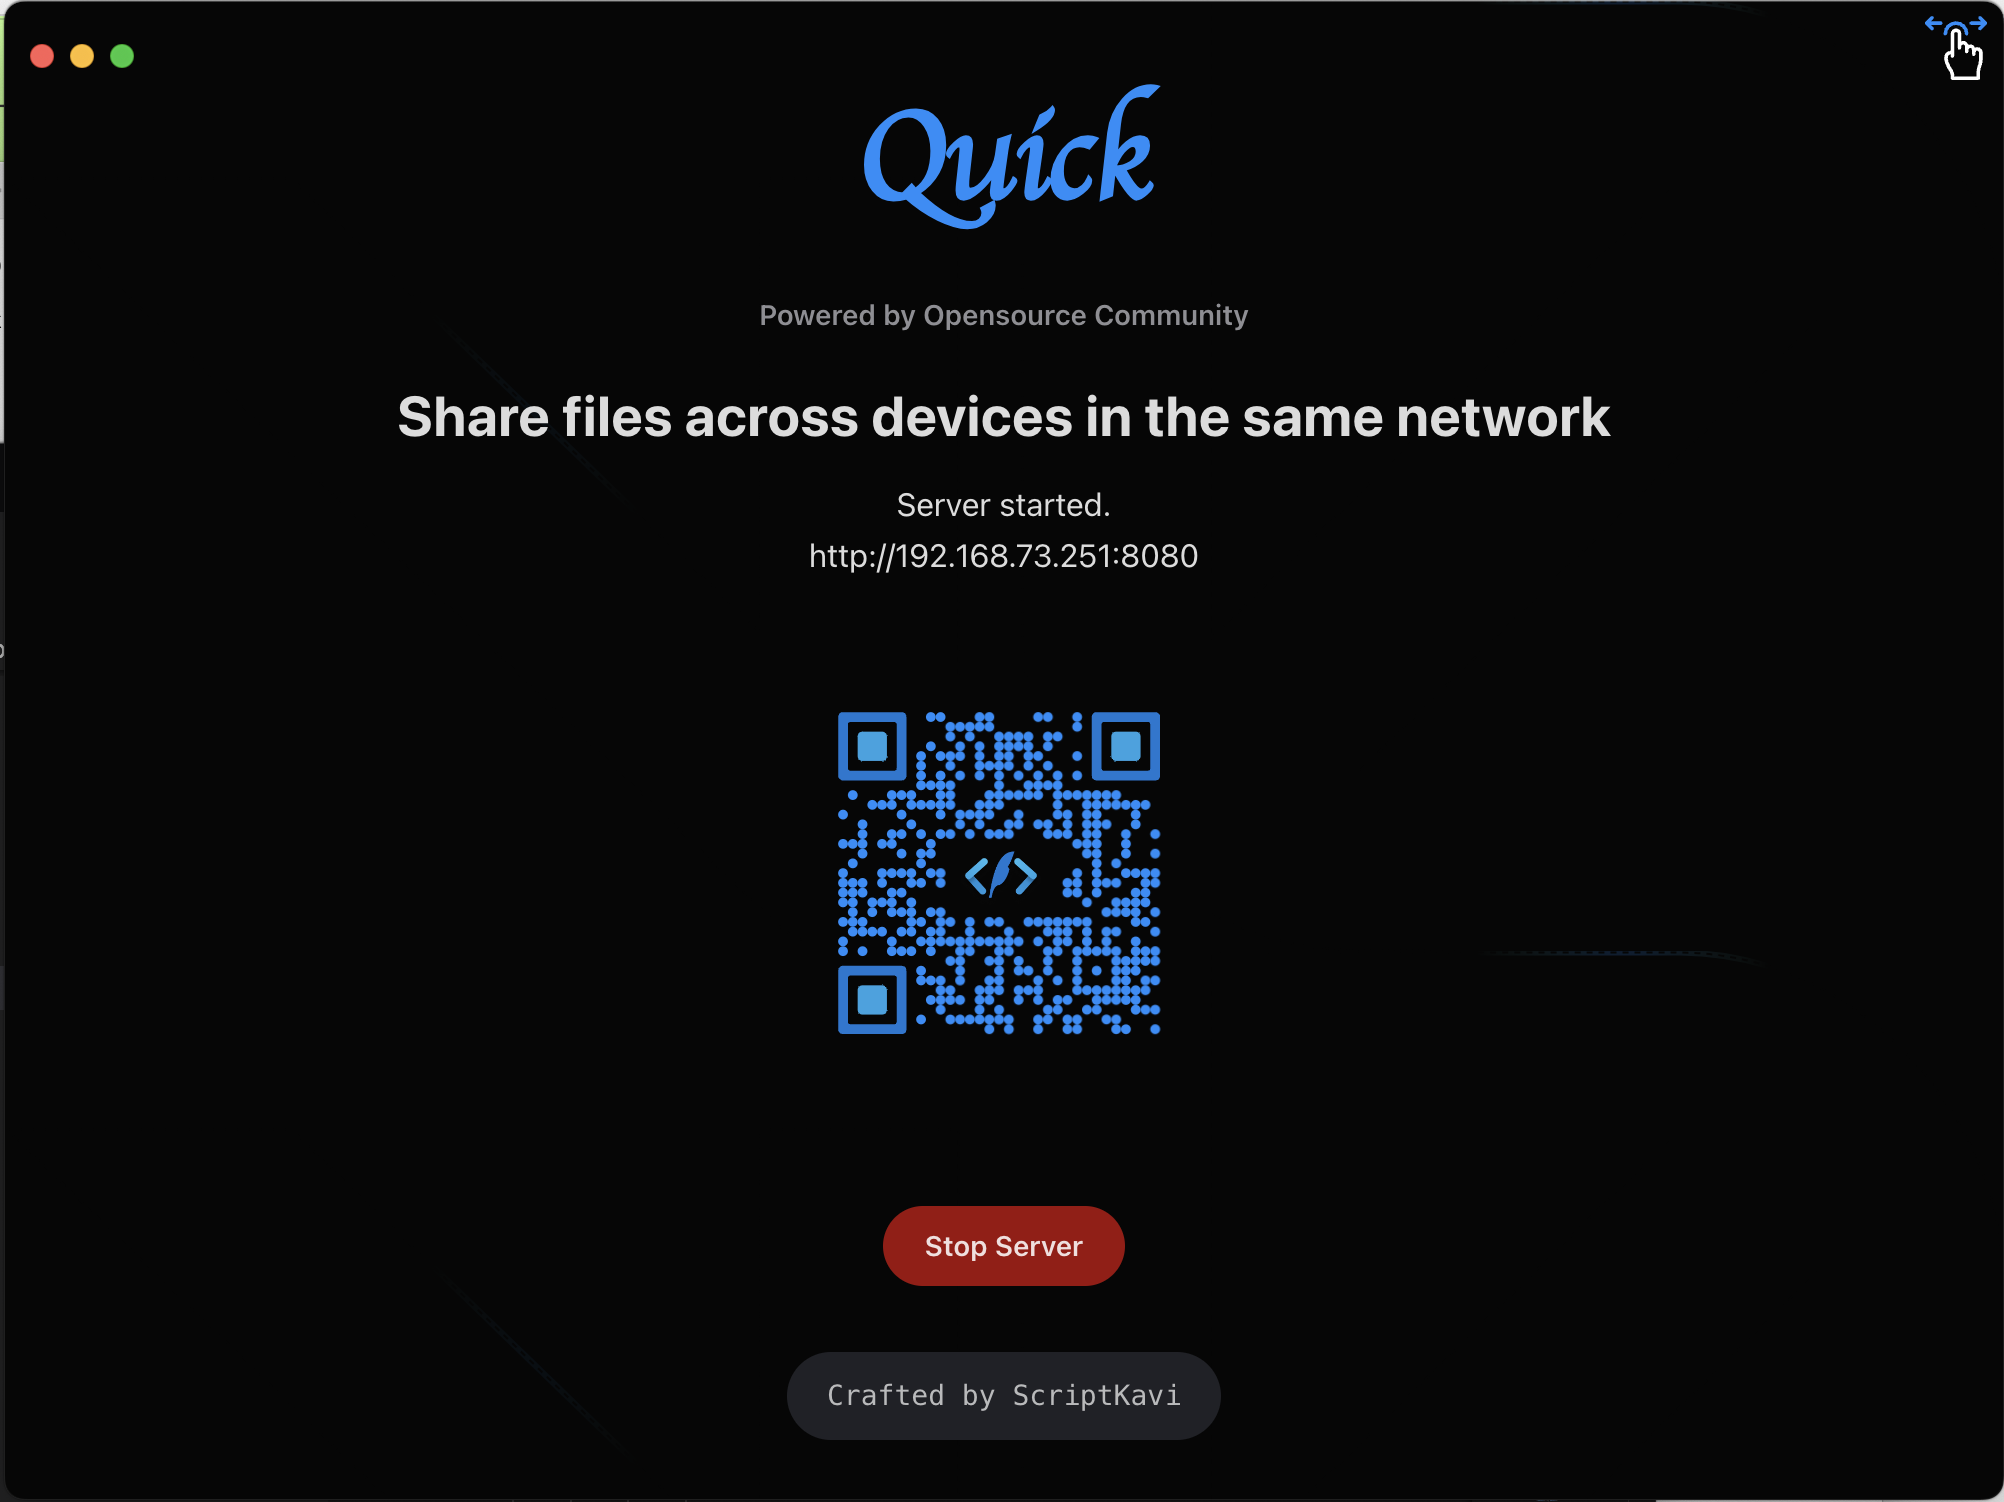 Quick
Powered by Opensource Community
Share files across devices in the same network
Server started.
http://192.168.73.251:8080
Stop Server
Crafted by ScriptKavi